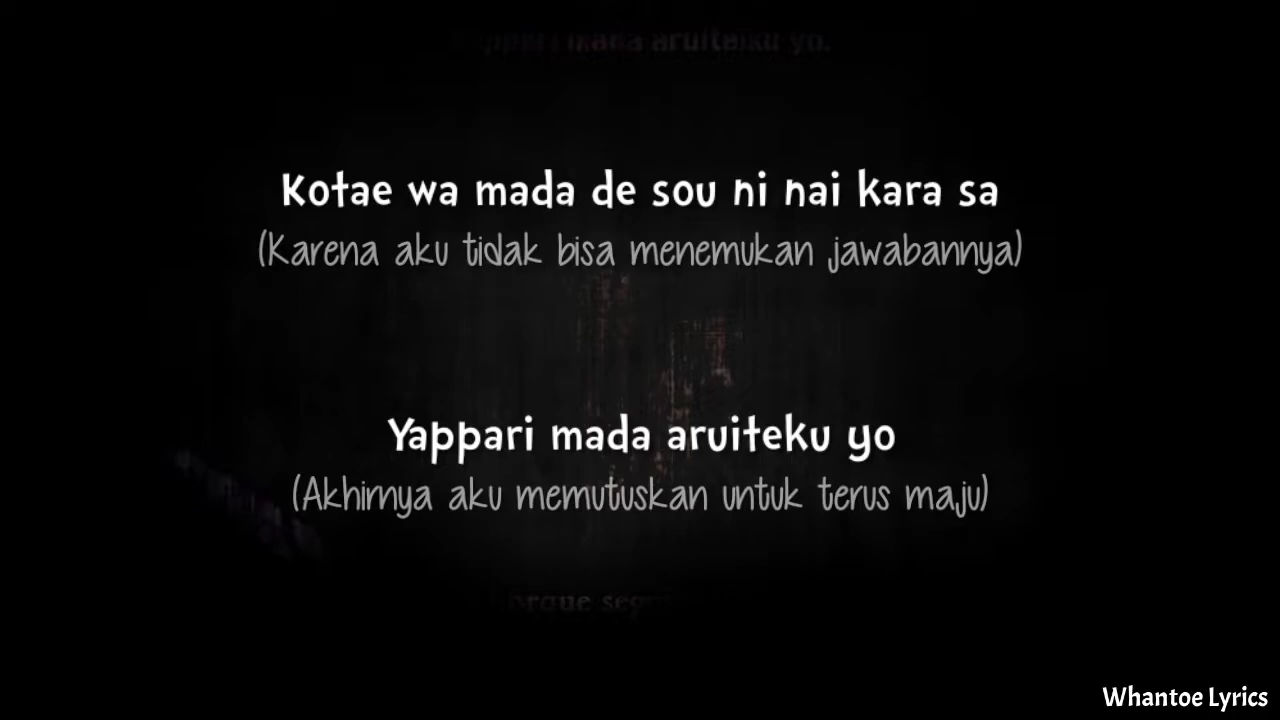 Kotae wa mada de sou ni nai kara sa
(Karena aku tidak bisa menemukan jawabannya)
Yappari mada aruiteku yo
(Akhirnya aku memutuskan untuk terus maju)
Whantoe Lyrics